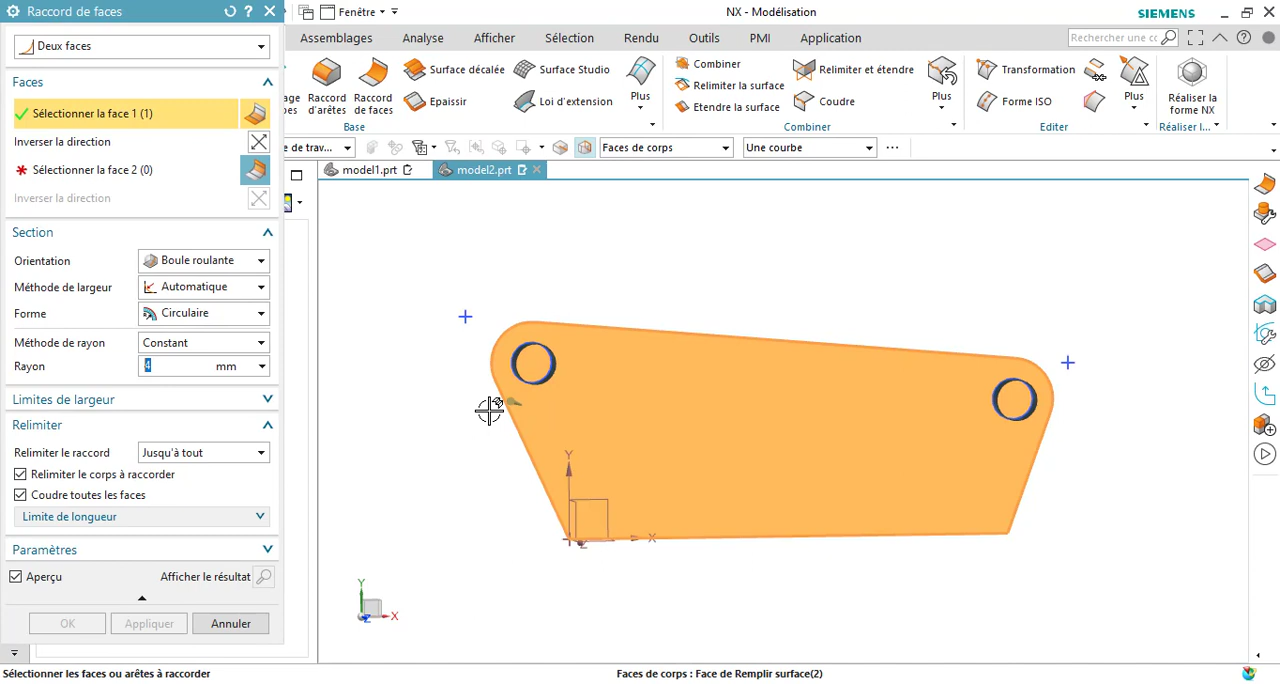 Raccord de faces
Fenêtre
NX - Modélisation
SIEMENS
Deux faces
Assemblages
Analyse
Afficher
Sélection
Rendu
Outils
PMI
Application
Rechercher une cc
Faces
Sélectionner la face 1 (1)
Inverser la direction
Sélectionner la face 2 (0)
Inverser la direction
Raccord d'arêtes
Raccord de faces
Surface décalée
Epaissir
Surface Studio
Loi d'extension
Plus
Base
Combiner
Relimiter la surface
Etendre la surface
Relimiter et étendre
Coudre
Plus
Combiner
Transformation
Forme ISO
Plus
Editer
Réaliser la forme NX
Réaliser l...
de trav...
Faces de corps
Une courbe
model1.prt
model2.prt
Section
Orientation
Boule roulante
Méthode de largeur
Automatique
Forme
Circulaire
Méthode de rayon
Constant
Rayon
4
mm
Limites de largeur
Relimiter
Relimiter le raccord
Jusqu'à tout
Relimiter le corps à raccorder
Coudre toutes les faces
Limite de longueur
Paramètres
Aperçu
Afficher le résultat
OK
Appliquer
Annuler
Y
X
Z
Y
X
Z
Sélectionner les faces ou arêtes à raccorder
Faces de corps : Face de Remplir surface(2)